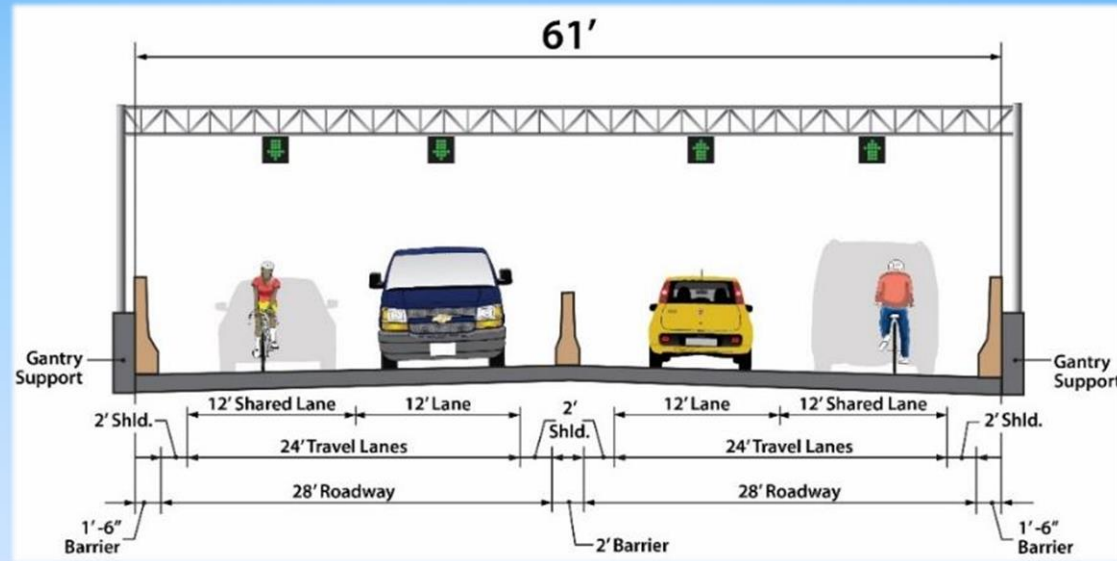 61'
Gantry
Support
Gantry
Support
12' Shared Lane
12' Lane
2'
Shld.
12' Lane
12' Shared Lane
2' Shld.
24' Travel Lanes
24' Travel Lanes
2' Shld.
28' Roadway
28' Roadway
1'-6"
Barrier
2' Barrier
1'-6"
Barrier